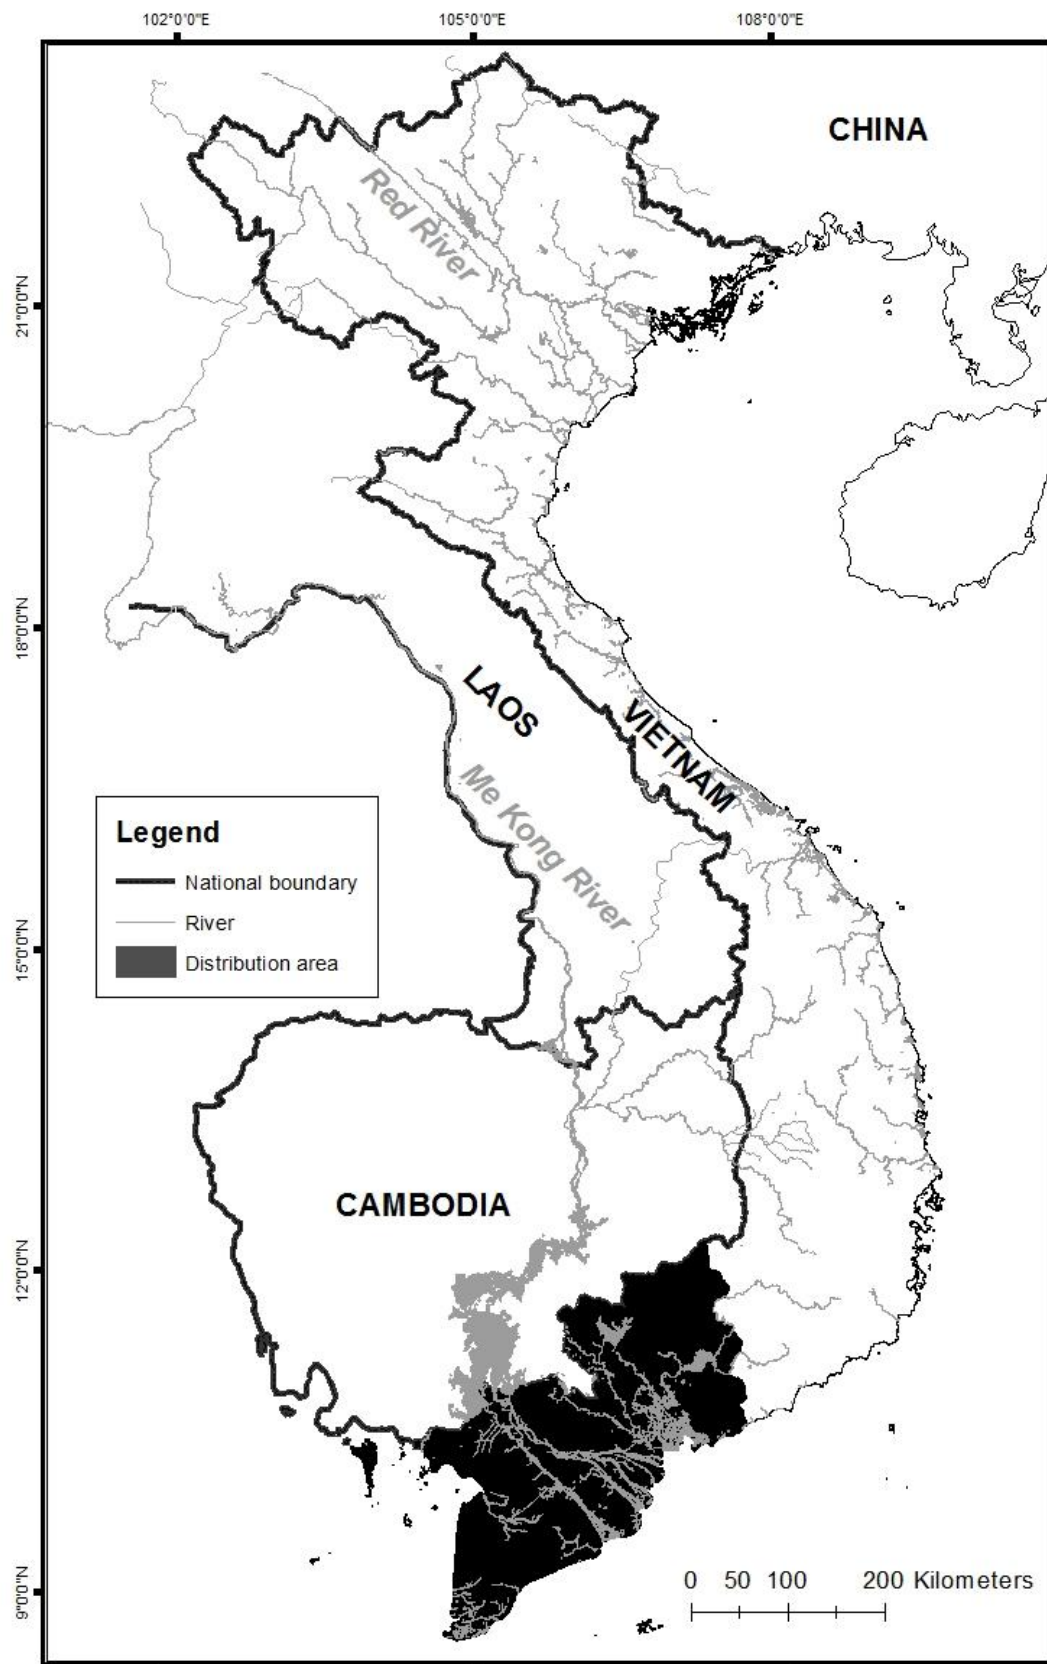 102°0'0"E
105°0'0"E
108°0'0"E
CHINA
Red River
21°0'0"N
18°0'0"N
LAOS
VIETNAM
Me Kong River
Legend
National boundary
River
Distribution area
15°0'0"N
CAMBODIA
12°0'0"N
9°0'0"N
0 50 100 200 Kilometers